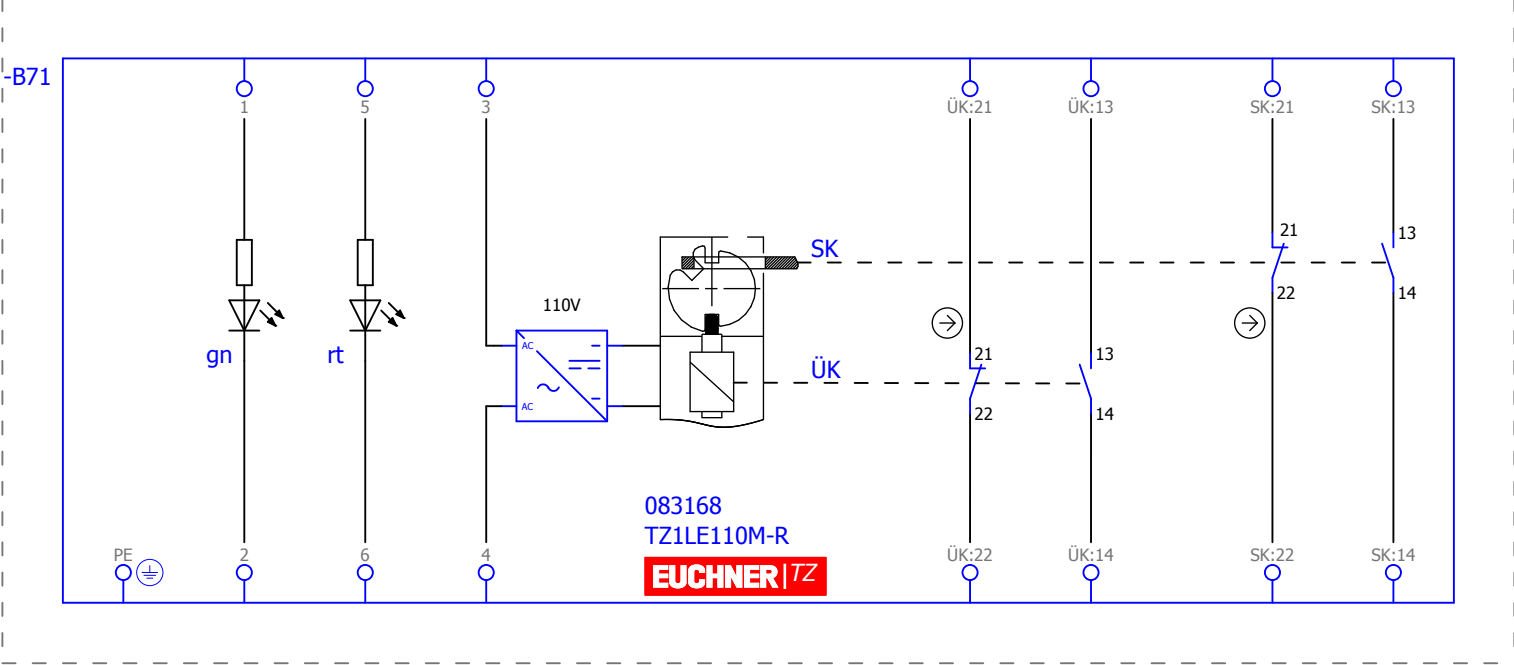 -B71
1
5
3
ÜK:21
ÜK:13
SK:21
SK:13
21
13
SK
22
14
110V
gn
rt
AC
AC
21
13
ÜK
22
14
083168
TZ1LE110M-R
EUCHNER|TZ
PE
2
6
4
ÜK:22
ÜK:14
SK:22
SK:14